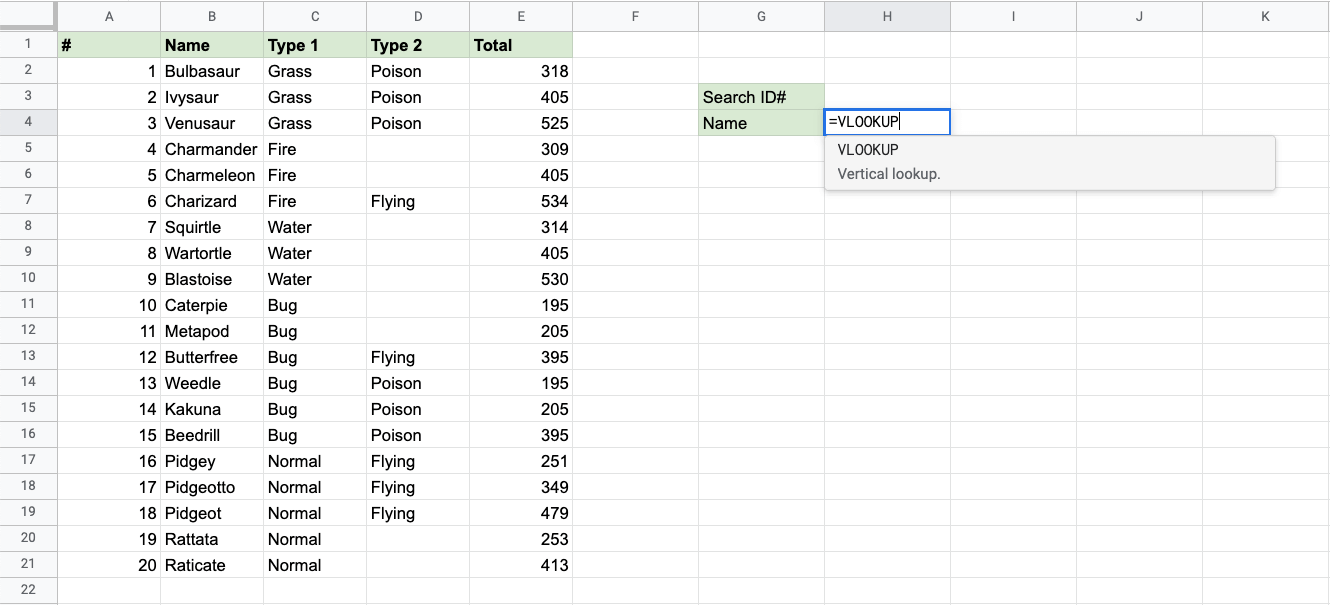 A B C D E F G H I J K
1 # Name Type 1 Type 2 Total
2 1 Bulbasaur Grass Poison 318
3 2 Ivysaur Grass Poison 405 Search ID#
4 3 Venusaur Grass Poison 525 Name =VLOOKUP
5 4 Charmander Fire 309 VLOOKUP
6 5 Charmeleon Fire 405 Vertical lookup.
7 6 Charizard Fire Flying 534
8 7 Squirtle Water 314
9 8 Wartortle Water 405
10 9 Blastoise Water 530
11 10 Caterpie Bug 195
12 11 Metapod Bug 205
13 12 Butterfree Bug Flying 395
14 13 Weedle Bug Poison 195
15 14 Kakuna Bug Poison 205
16 15 Beedrill Bug Poison 395
17 16 Pidgey Normal Flying 251
18 17 Pidgeotto Normal Flying 349
19 18 Pidgeot Normal Flying 479
20 19 Rattata Normal 253
21 20 Raticate Normal 413
22